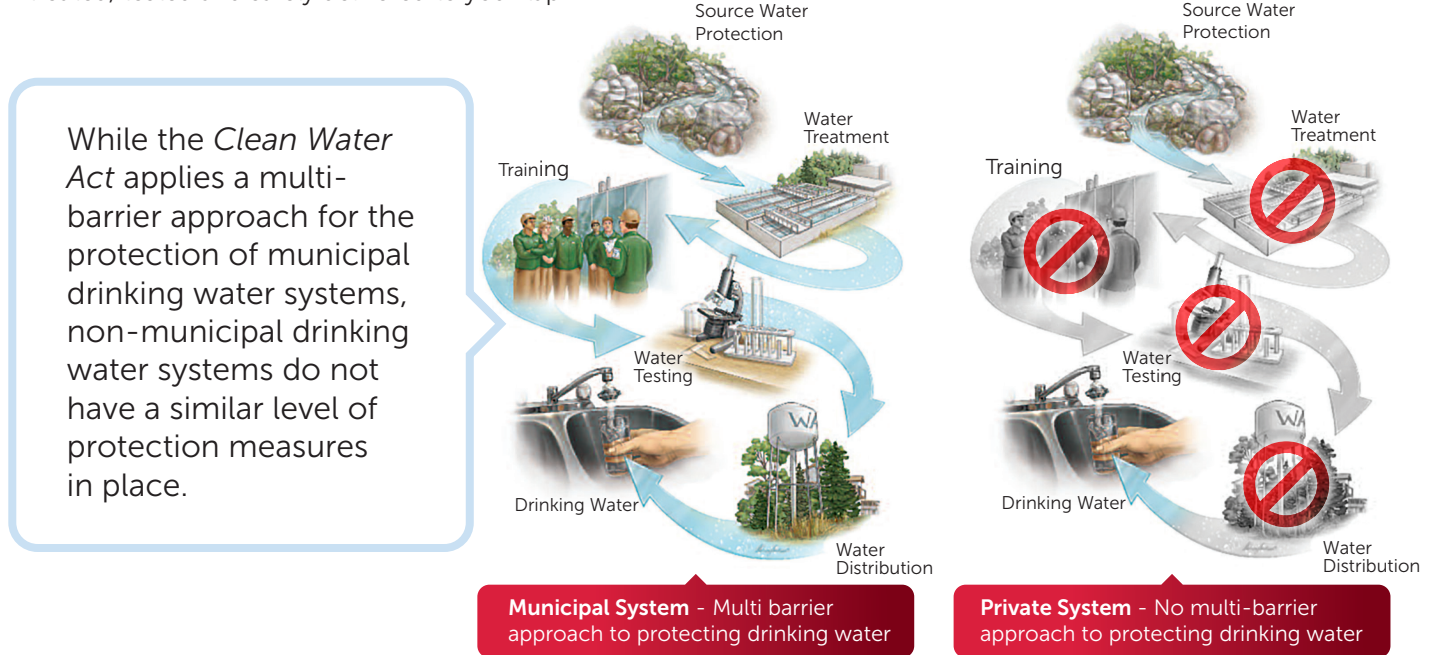 While the Clean Water
Act applies a multi-
barrier approach for the
protection of municipal
drinking water systems,
non-municipal drinking
water systems do not
have a similar level of
protection measures
in place.
Source Water
Protection
Water
Treatment
Training
Water
Testing
Drinking Water
WA
Water
Distribution
Municipal System - Multi barrier
approach to protecting drinking water
Source Water
Protection
Water
Treatment
Training
Water
Testing
Drinking Water
WA
Water
Distribution
Private System - No multi-barrier
approach to protecting drinking water